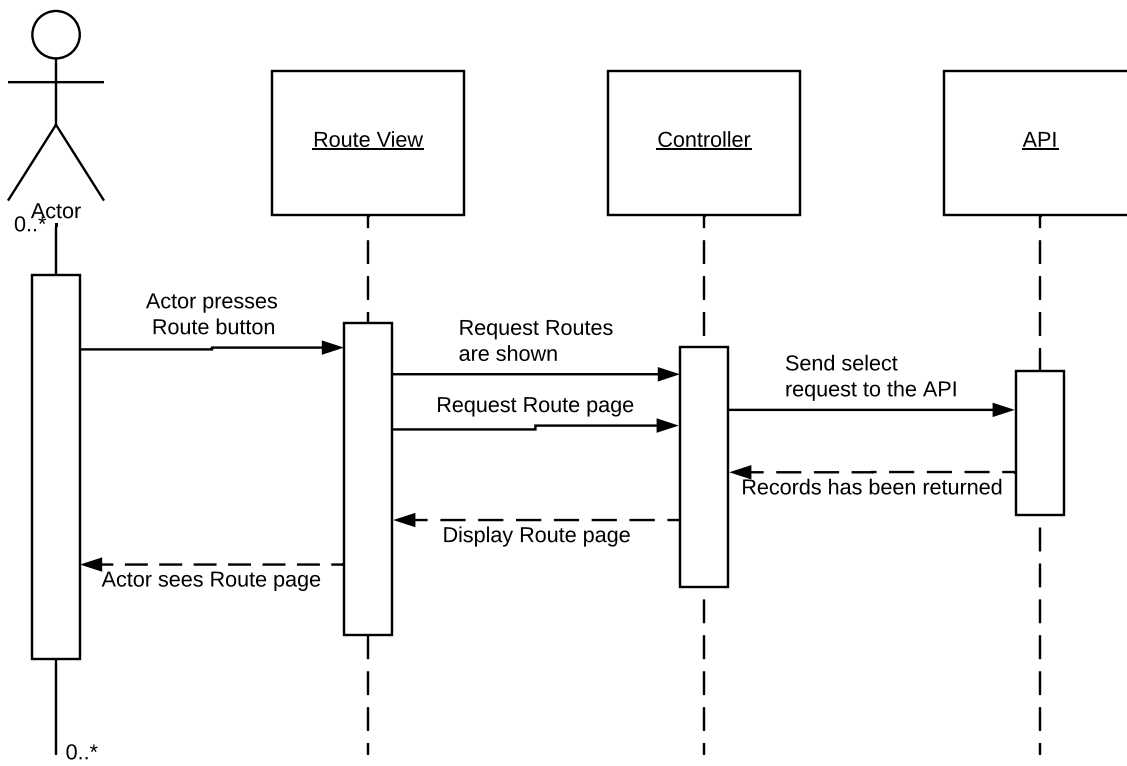 Route View
Controller
API
Actor
0..*
Actor presses
Route button
Request Routes
are shown
Send select
request to the API
Request Route page
Records has been returned
Display Route page
Actor sees Route page
0..*